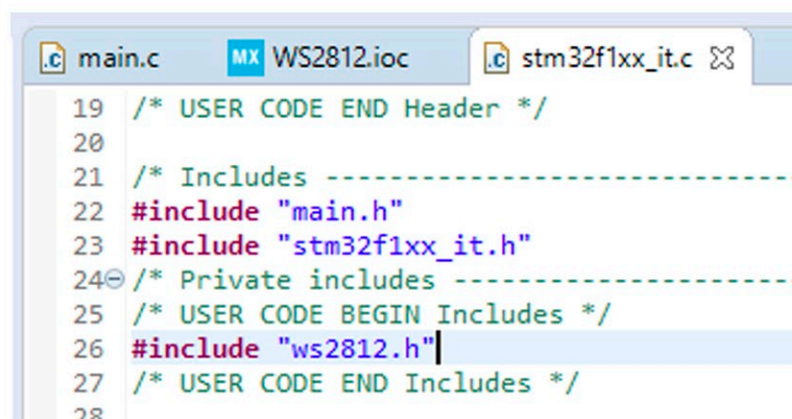 .c main.c MX WS2812.ioc .c stm32f1xx_it.c
19 /* USER CODE END Header */
20
21 /* Includes -----------------------------
22 #include "main.h"
23 #include "stm32f1xx_it.h"
24 /* Private includes ---------------------
25 /* USER CODE BEGIN Includes */
26 #include "ws2812.h"
27 /* USER CODE END Includes */
28